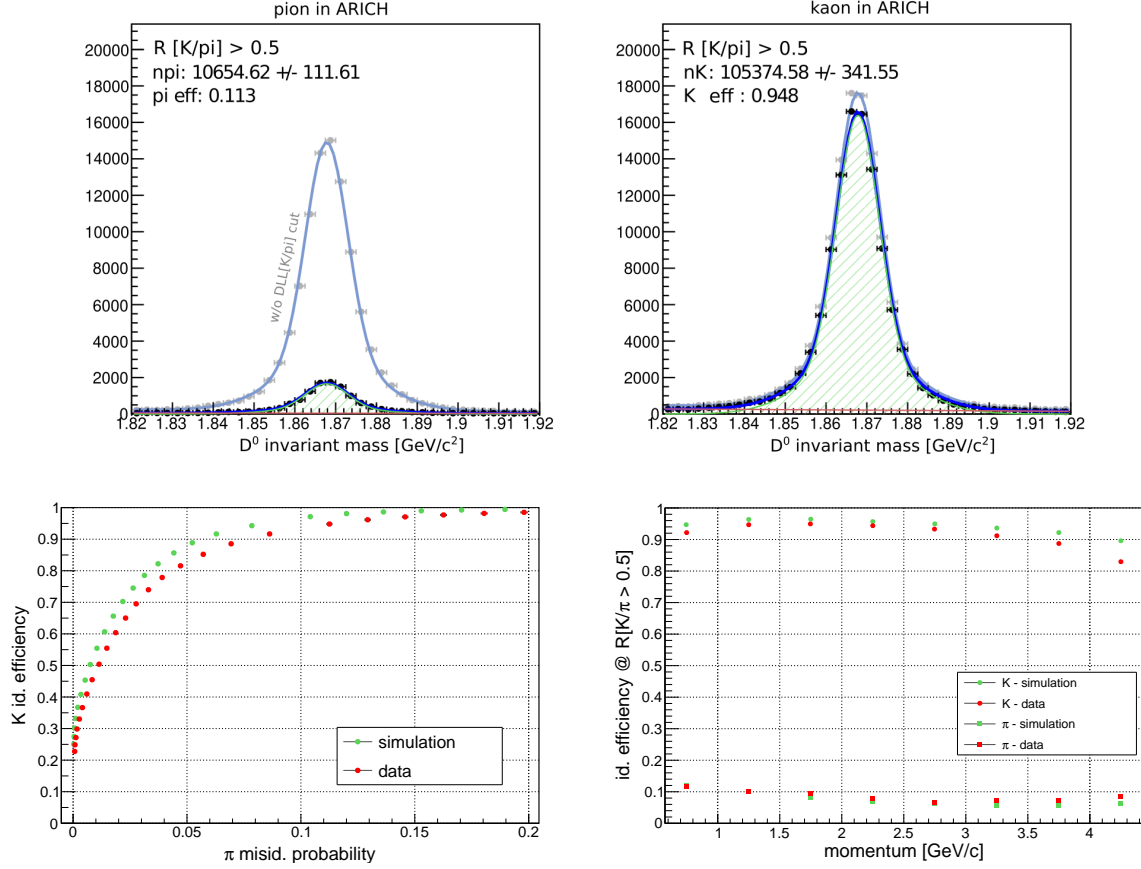 pion in ARICH
R [K/pi] > 0.5
npi: 10654.62 +/- 111.61
pi eff: 0.113
w/o DLL[K/pi] cut
20000
18000
16000
14000
12000
10000
8000
6000
4000
2000
0
1.82 1.83 1.84 1.85 1.86 1.87 1.88 1.89 1.9 1.91 1.92
D⁰ invariant mass [GeV/c²]
kaon in ARICH
R [K/pi] > 0.5
nK: 105374.58 +/- 341.55
K eff : 0.948
20000
18000
16000
14000
12000
10000
8000
6000
4000
2000
0
1.82 1.83 1.84 1.85 1.86 1.87 1.88 1.89 1.9 1.91 1.92
D⁰ invariant mass [GeV/c²]
K id. efficiency
1
0.9
0.8
0.7
0.6
0.5
0.4
0.3
0.2
0.1
0
simulation
data
0 0.05 0.1 0.15 0.2
π misid. probability
id. efficiency @ R[K/π > 0.5]
1
0.9
0.8
0.7
0.6
0.5
0.4
0.3
0.2
0.1
0
K - simulation
K - data
π - simulation
π - data
1 1.5 2 2.5 3 3.5 4
momentum [GeV/c]